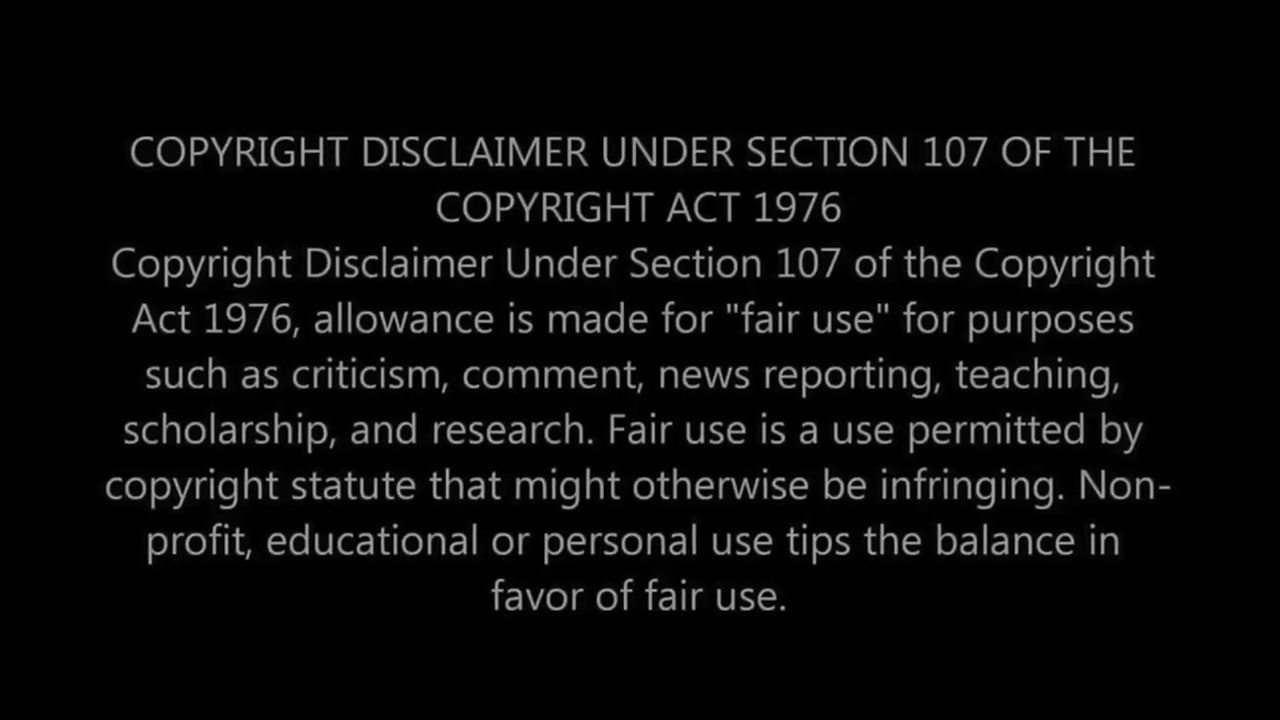 COPYRIGHT DISCLAIMER UNDER SECTION 107 OF THE
COPYRIGHT ACT 1976
Copyright Disclaimer Under Section 107 of the Copyright
Act 1976, allowance is made for "fair use" for purposes
such as criticism, comment, news reporting, teaching,
scholarship, and research. Fair use is a use permitted by
copyright statute that might otherwise be infringing. Non-
profit, educational or personal use tips the balance in
favor of fair use.